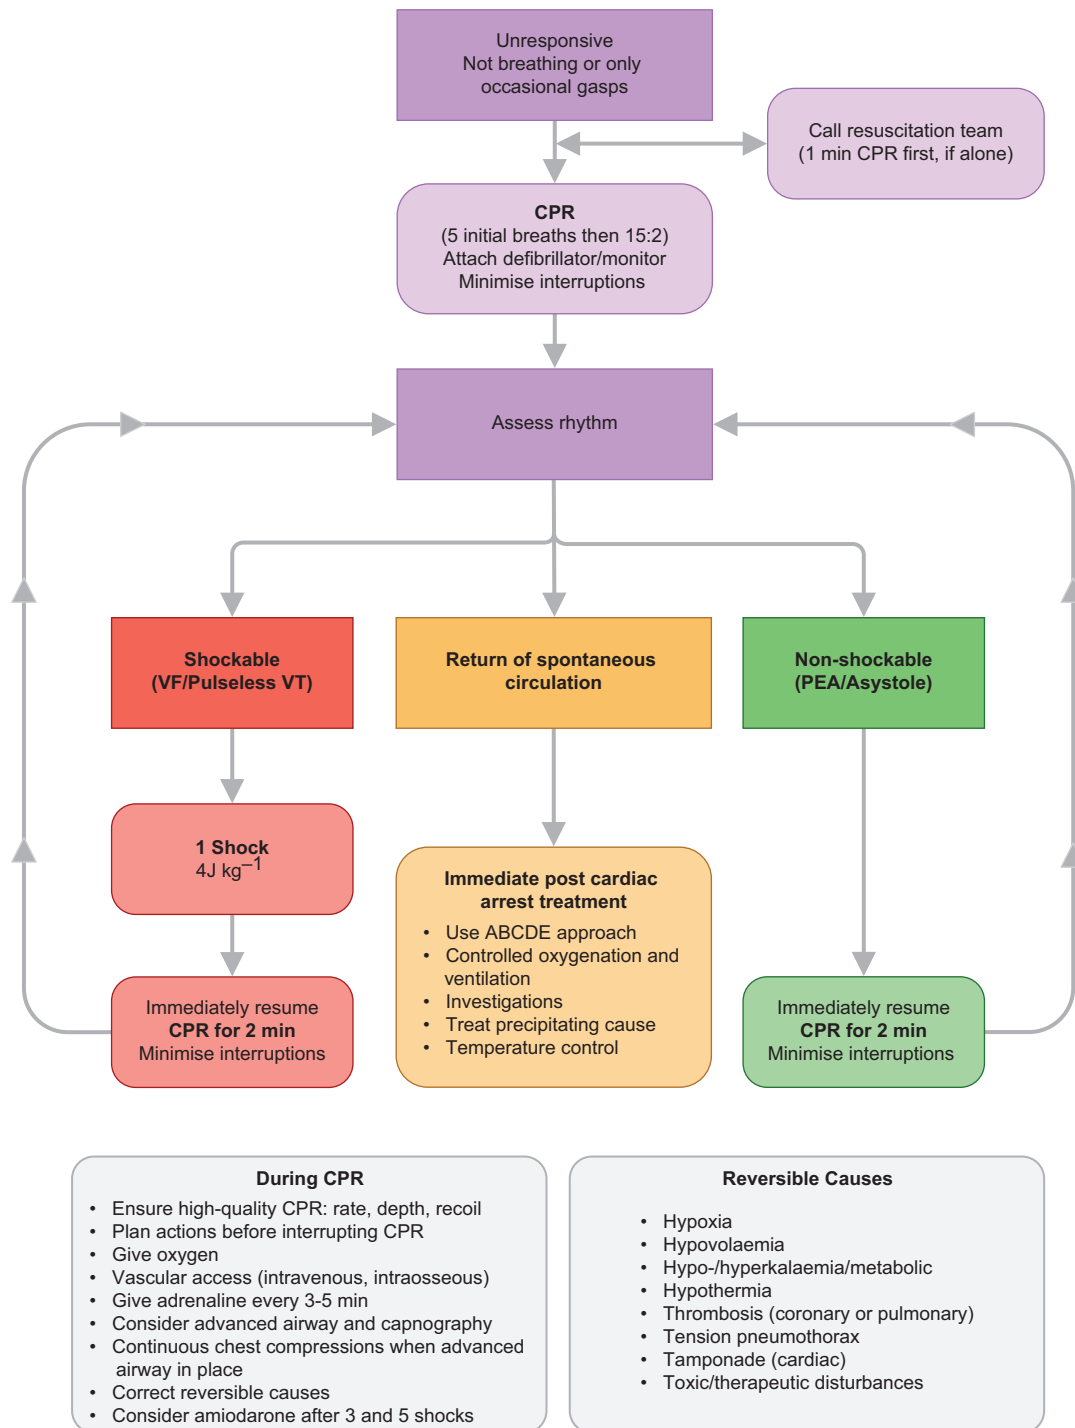 Unresponsive
Not breathing or only
occasional gasps
Call resuscitation team
(1 min CPR first, if alone)
CPR
(5 initial breaths then 15:2)
Attach defibrillator/monitor
Minimise interruptions
Assess rhythm
Shockable
(VF/Pulseless VT)
Return of spontaneous
circulation
Non-shockable
(PEA/Asystole)
1 Shock
4J kg⁻¹
Immediately resume
CPR for 2 min
Minimise interruptions
Immediate post cardiac
arrest treatment
• Use ABCDE approach
• Controlled oxygenation and
ventilation
• Investigations
• Treat precipitating cause
• Temperature control
Immediately resume
CPR for 2 min
Minimise interruptions
During CPR
• Ensure high-quality CPR: rate, depth, recoil
• Plan actions before interrupting CPR
• Give oxygen
• Vascular access (intravenous, intraosseous)
• Give adrenaline every 3-5 min
• Consider advanced airway and capnography
• Continuous chest compressions when advanced
airway in place
• Correct reversible causes
• Consider amiodarone after 3 and 5 shocks
Reversible Causes
• Hypoxia
• Hypovolaemia
• Hypo-/hyperkalaemia/metabolic
• Hypothermia
• Thrombosis (coronary or pulmonary)
• Tension pneumothorax
• Tamponade (cardiac)
• Toxic/therapeutic disturbances